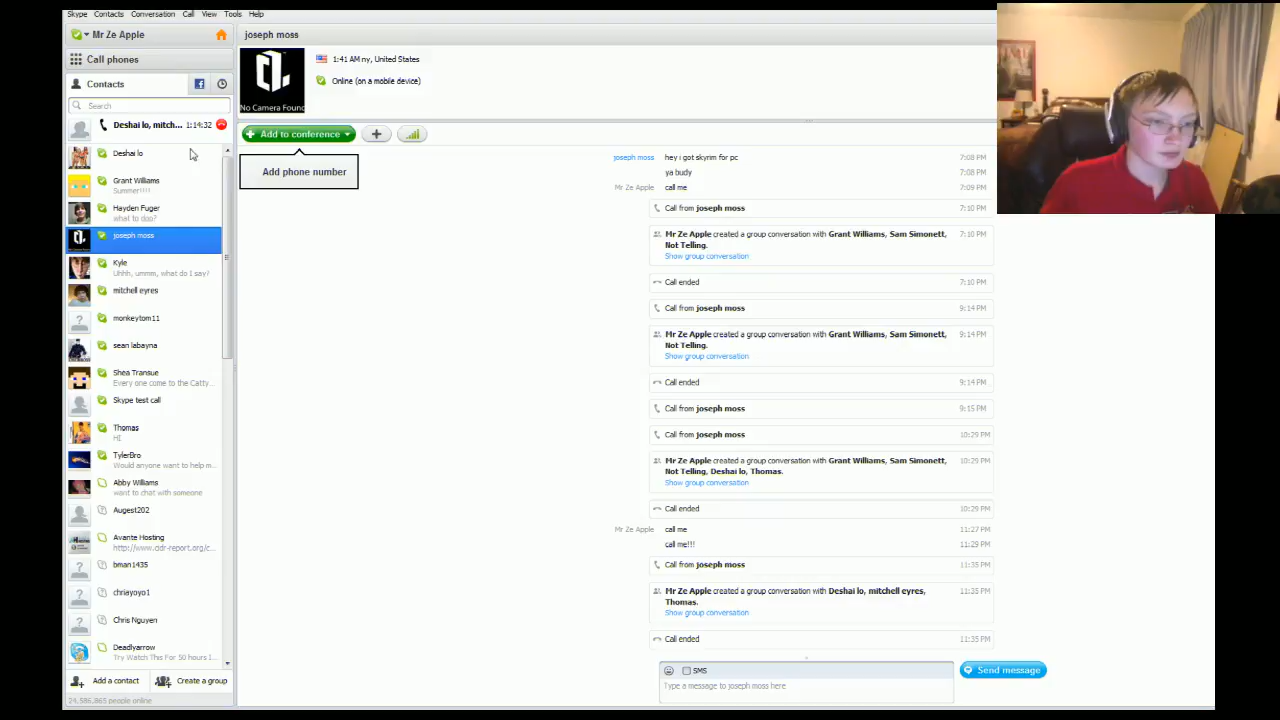 Skype Contacts Conversation Call View Tools Help
Mr Ze Apple
Call phones
Contacts
Search
Deshai lo, mitch... 1:14:32
Deshai lo
Grant Williams
Summer!!!!
Hayden Fuger
what to doo?
joseph moss
Kyle
Uhhh, ummm, what do I say?
mitchell eyres
monkeytom11
sean labayna
Shea Transue
Every one come to the Catty...
Skype test call
Thomas
HI
TylerBro
Would anyone want to help m...
Abby Williams
want to chat with someone
Augest202
Avante Hosting
http://www.cidr-report.org/c...
bman1435
chriayoyo1
Chris Nguyen
Deadlyarrow
Try Watch This For 50 hours I...
Add a contact Create a group
24,586,865 people online
joseph moss
No Camera Found
1:41 AM ny, United States
Online (on a mobile device)
Add to conference
Add phone number
joseph moss hey i got skyrim for pc 7:08 PM
ya budy 7:08 PM
Mr Ze Apple call me 7:09 PM
Call from joseph moss 7:10 PM
Mr Ze Apple created a group conversation with Grant Williams, Sam Simonett, 7:10 PM
Not Telling.
Show group conversation
Call ended 7:10 PM
Call from joseph moss 9:14 PM
Mr Ze Apple created a group conversation with Grant Williams, Sam Simonett, 9:14 PM
Not Telling.
Show group conversation
Call ended 9:14 PM
Call from joseph moss 9:15 PM
Call from joseph moss 10:29 PM
Mr Ze Apple created a group conversation with Grant Williams, Sam Simonett, 10:29 PM
Not Telling, Deshai lo, Thomas.
Show group conversation
Call ended 10:29 PM
Mr Ze Apple call me 11:27 PM
call me!!! 11:29 PM
Call from joseph moss 11:35 PM
Mr Ze Apple created a group conversation with Deshai lo, mitchell eyres, 11:35 PM
Thomas.
Show group conversation
Call ended 11:35 PM
SMS
Type a message to joseph moss here
Send message